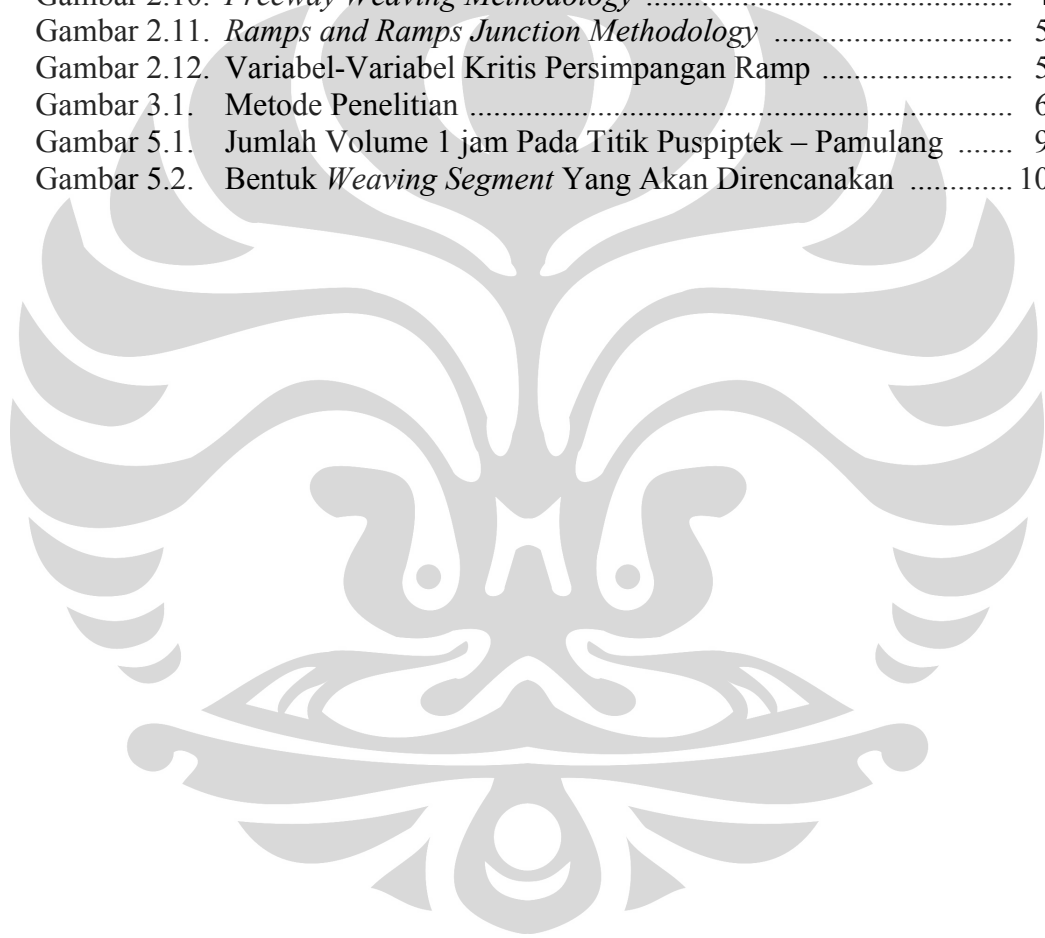 Gambar 2.10. Freeway Weaving Methodology ........................................
Gambar 2.11. Ramps and Ramps Junction Methodology .......................... 5
Gambar 2.12. Variabel-Variabel Kritis Persimpangan Ramp ..................... 5
Gambar 3.1. Metode Penelitian ............................................................ 6
Gambar 5.1. Jumlah Volume 1 jam Pada Titik Puspiptek – Pamulang ....... 9
Gambar 5.2. Bentuk Weaving Segment Yang Akan Direncanakan ............ 10